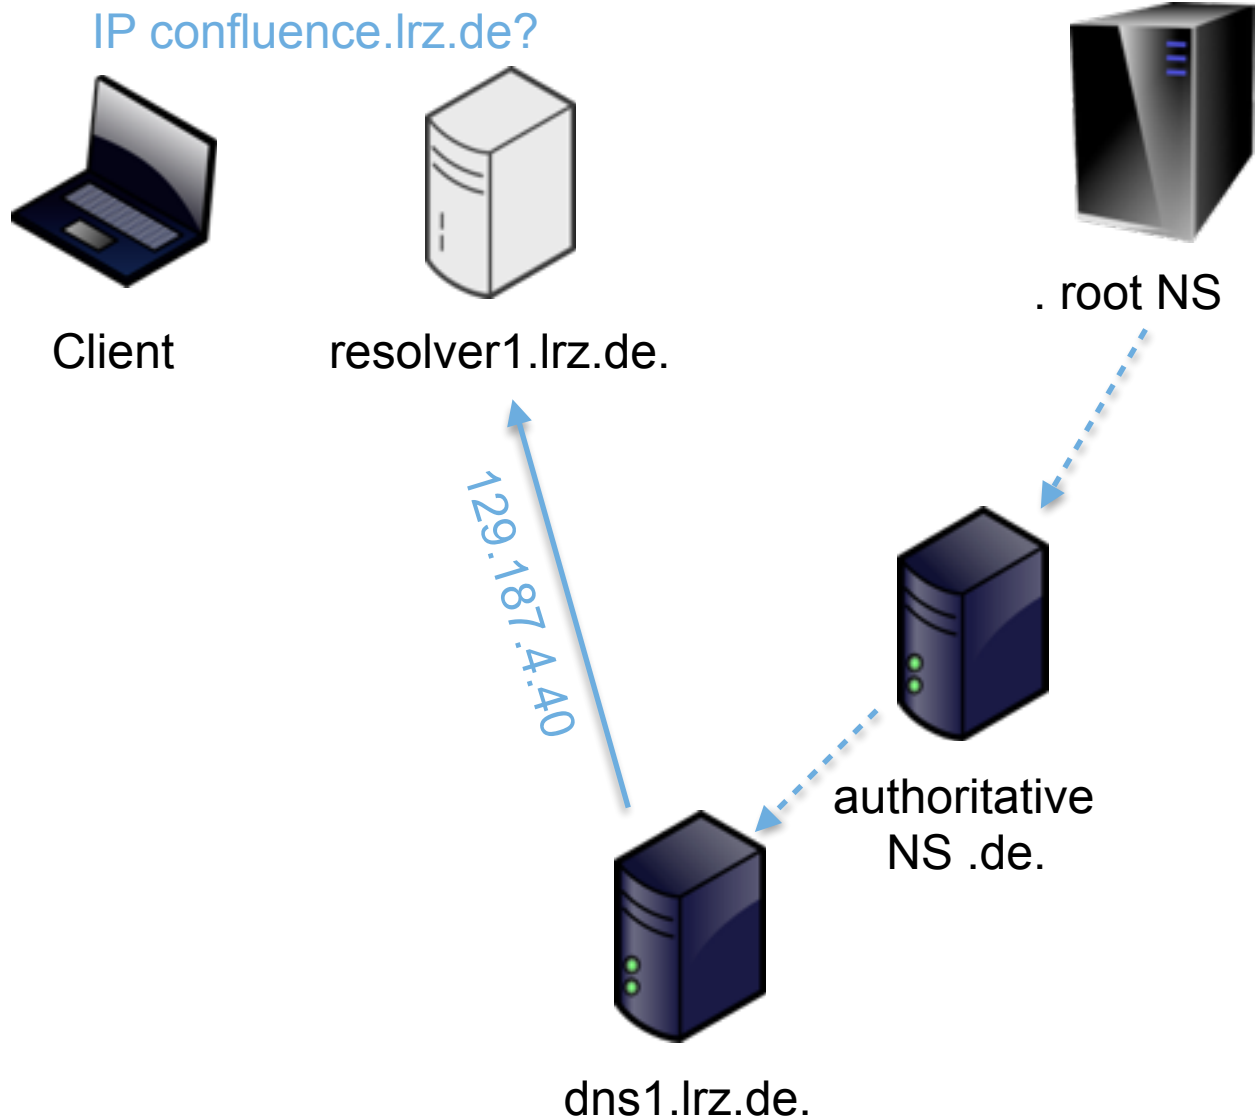 IP confluence.lrz.de?
. root NS
Client
resolver1.lrz.de.
129.187.4.40
authoritative
NS .de.
dns1.lrz.de.